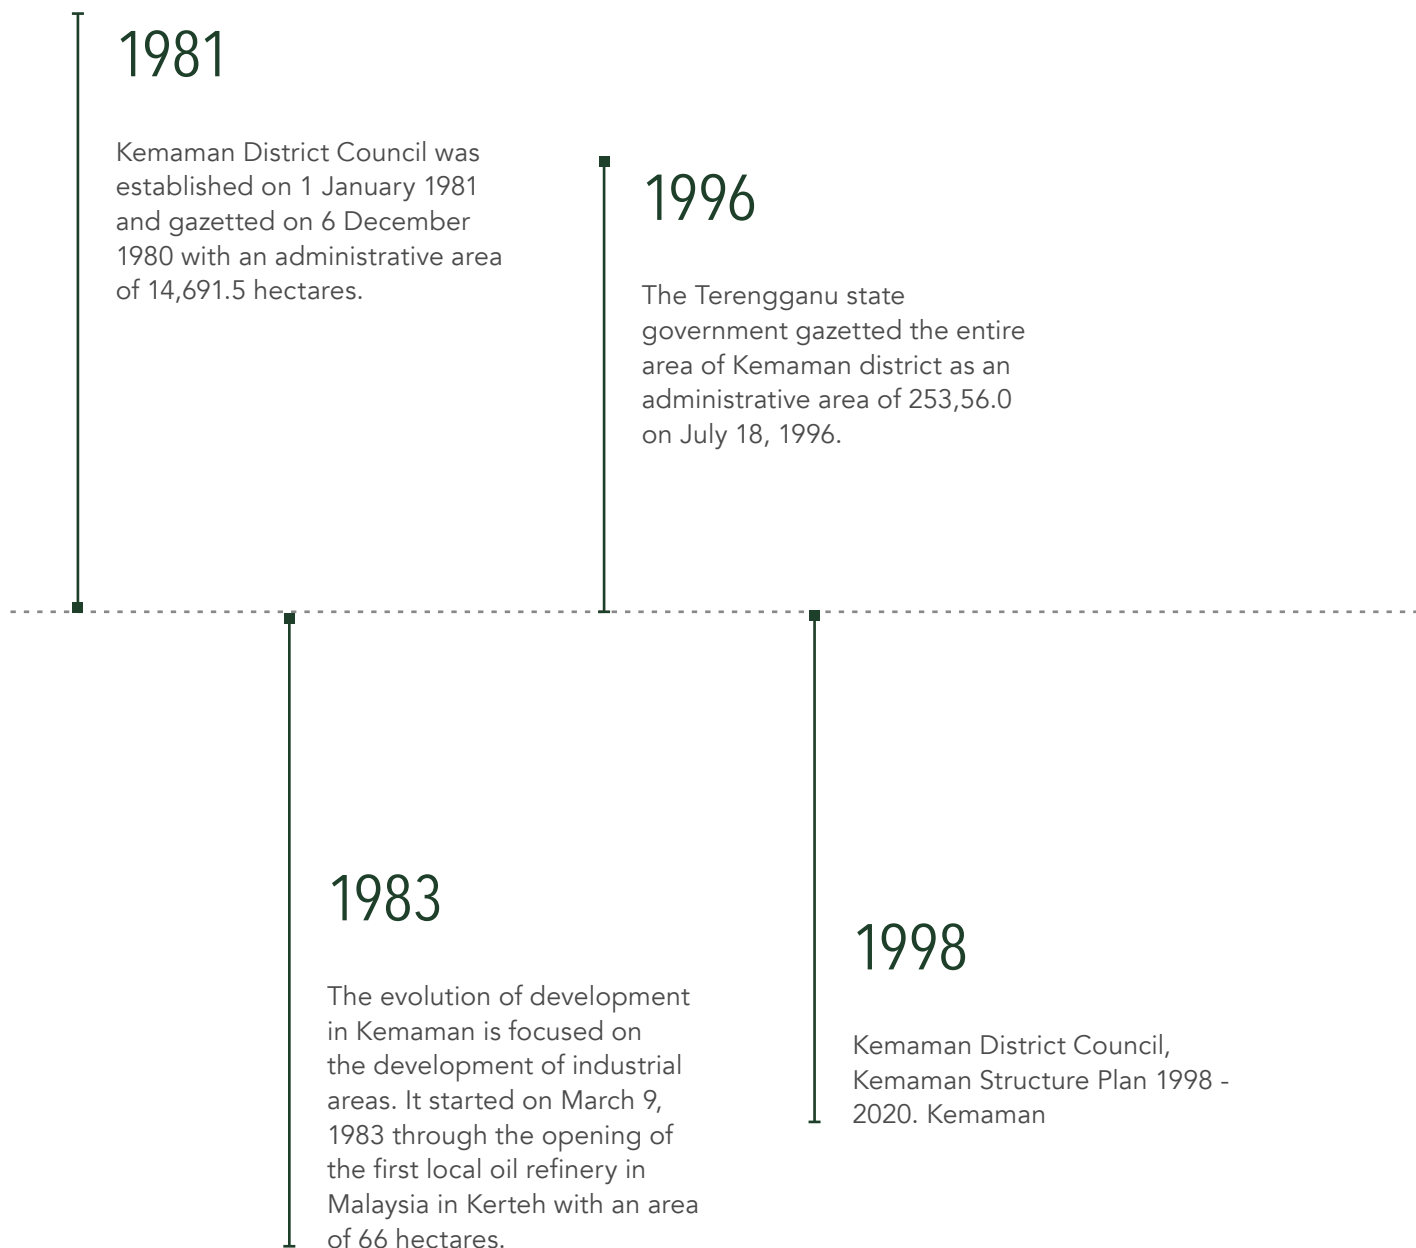 1981
Kemaman District Council was
established on 1 January 1981
and gazetted on 6 December
1980 with an administrative area
of 14,691.5 hectares.
1996
The Terengganu state
government gazetted the entire
area of Kemaman district as an
administrative area of 253,56.0
on July 18, 1996.
1983
The evolution of development
in Kemaman is focused on
the development of industrial
areas. It started on March 9,
1983 through the opening of
the first local oil refinery in
Malaysia in Kerteh with an area
of 66 hectares.
1998
Kemaman District Council,
Kemaman Structure Plan 1998 -
2020. Kemaman